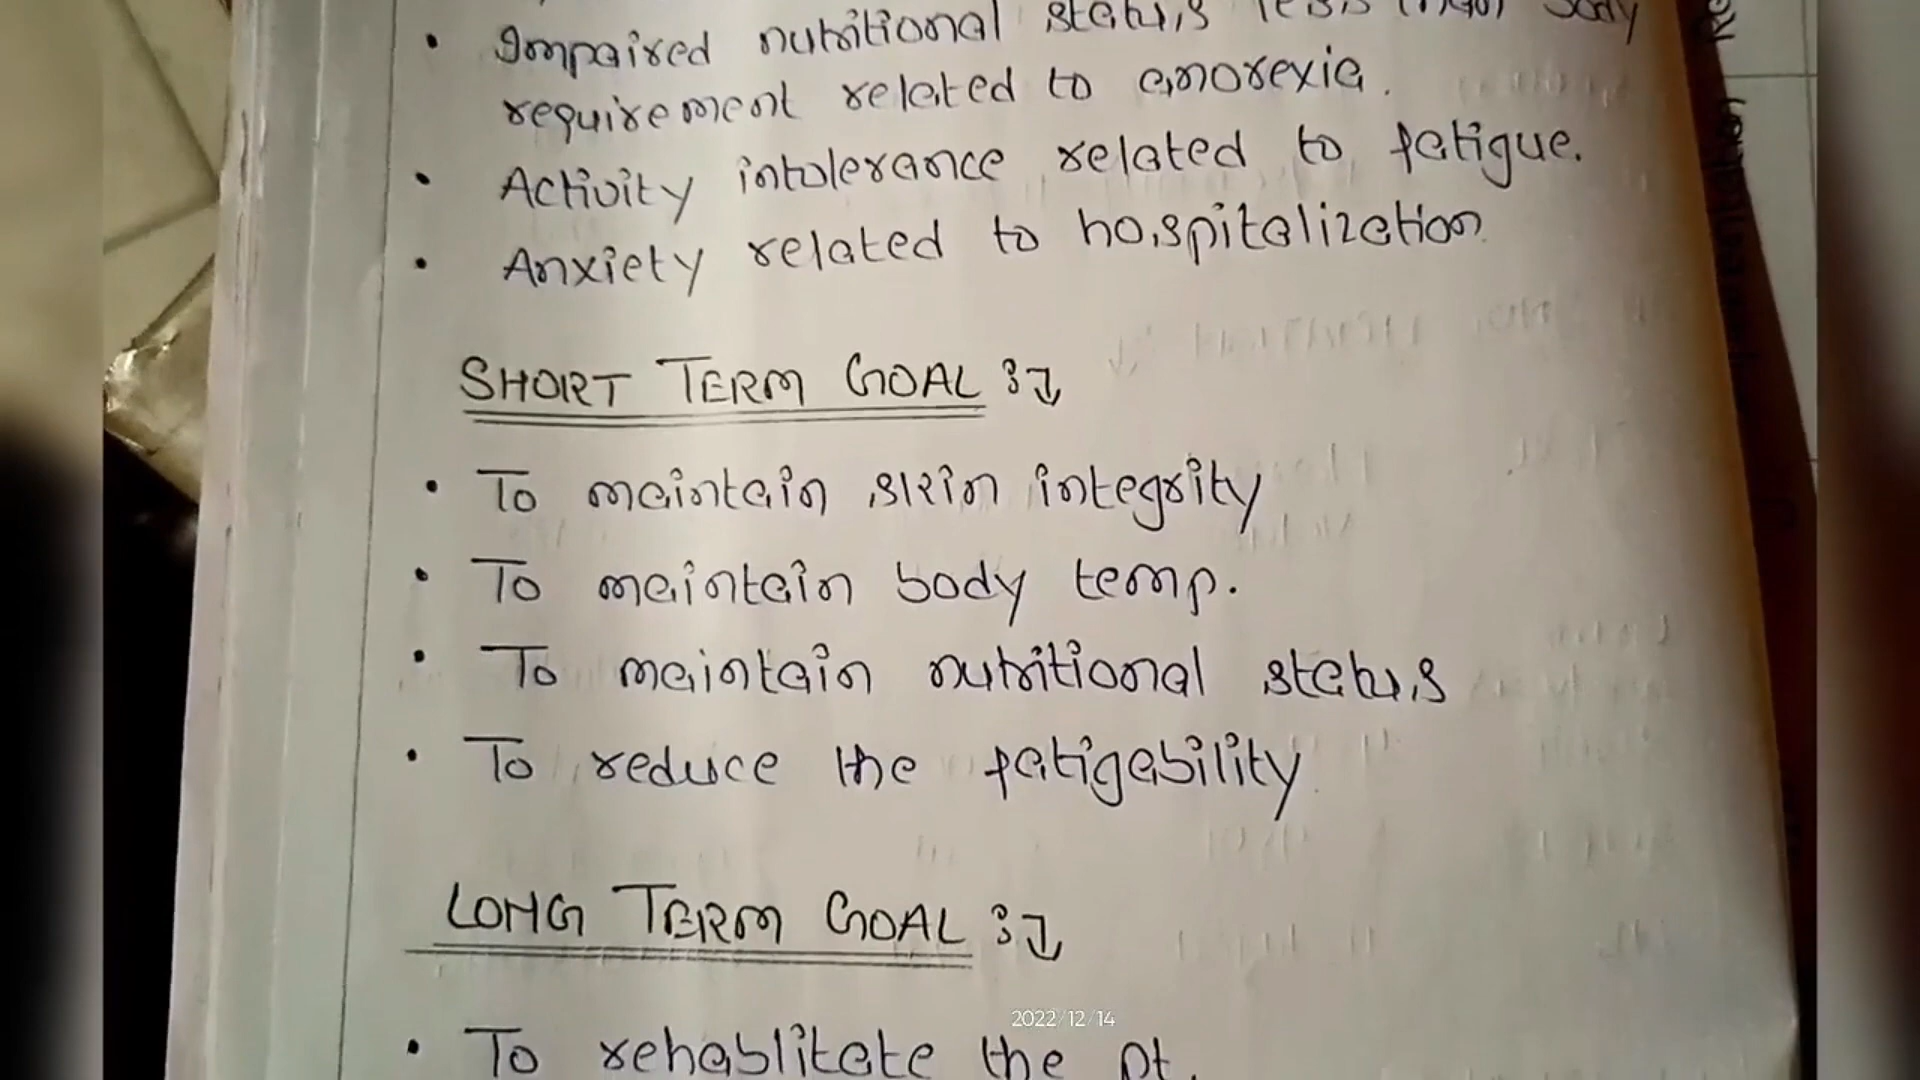 • Impaired nutritional status less than body
requirement related to anorexia.
• Activity intolerance related to fatigue.
• Anxiety related to hospitalization
SHORT TERM GOAL :↓
• To maintain skin integrity
• To maintain body temp.
• To maintain nutritional status
• To reduce the fatigability
LONG TERM GOAL :↓
2022/12/14
• To rehablitate the pt.